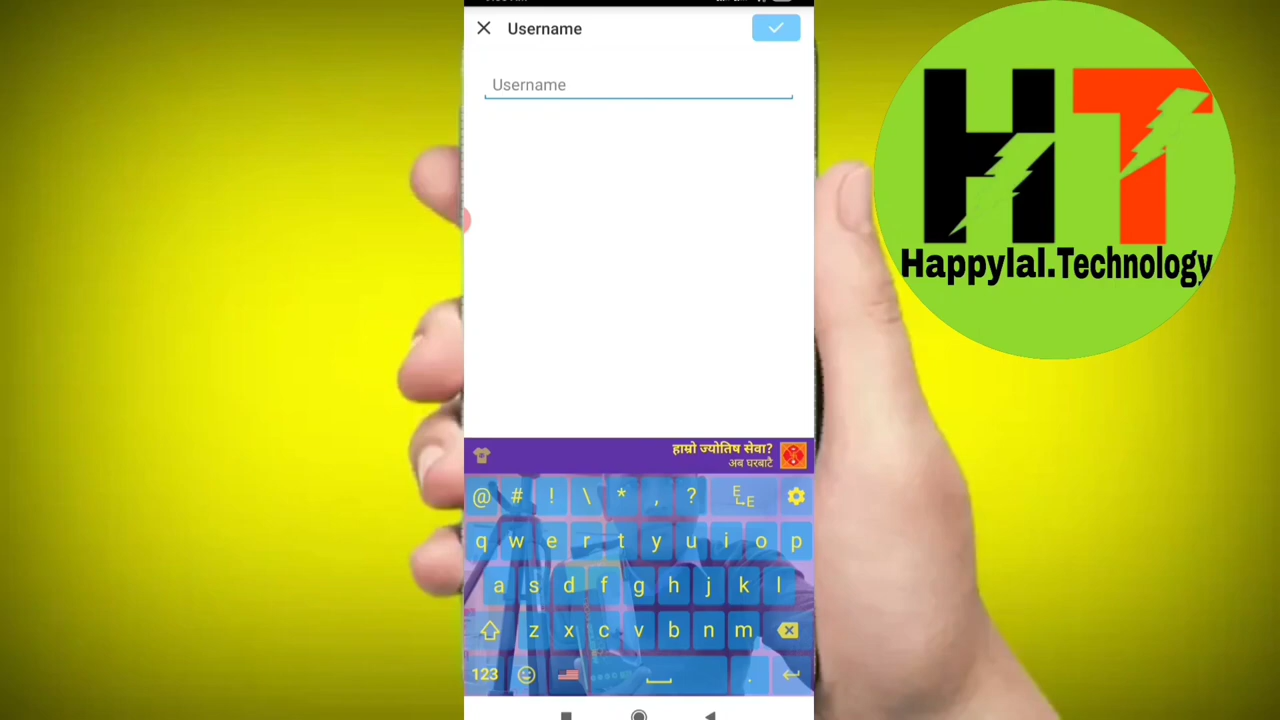 Username
Username
HT
Happylal.Technology
हाम्रो ज्योतिष सेवा?
अब घरबाटै
@ # ! \ * , ? E E
q w e r t y u i o p
a s d f g h j k l
z x c v b n m
123 .